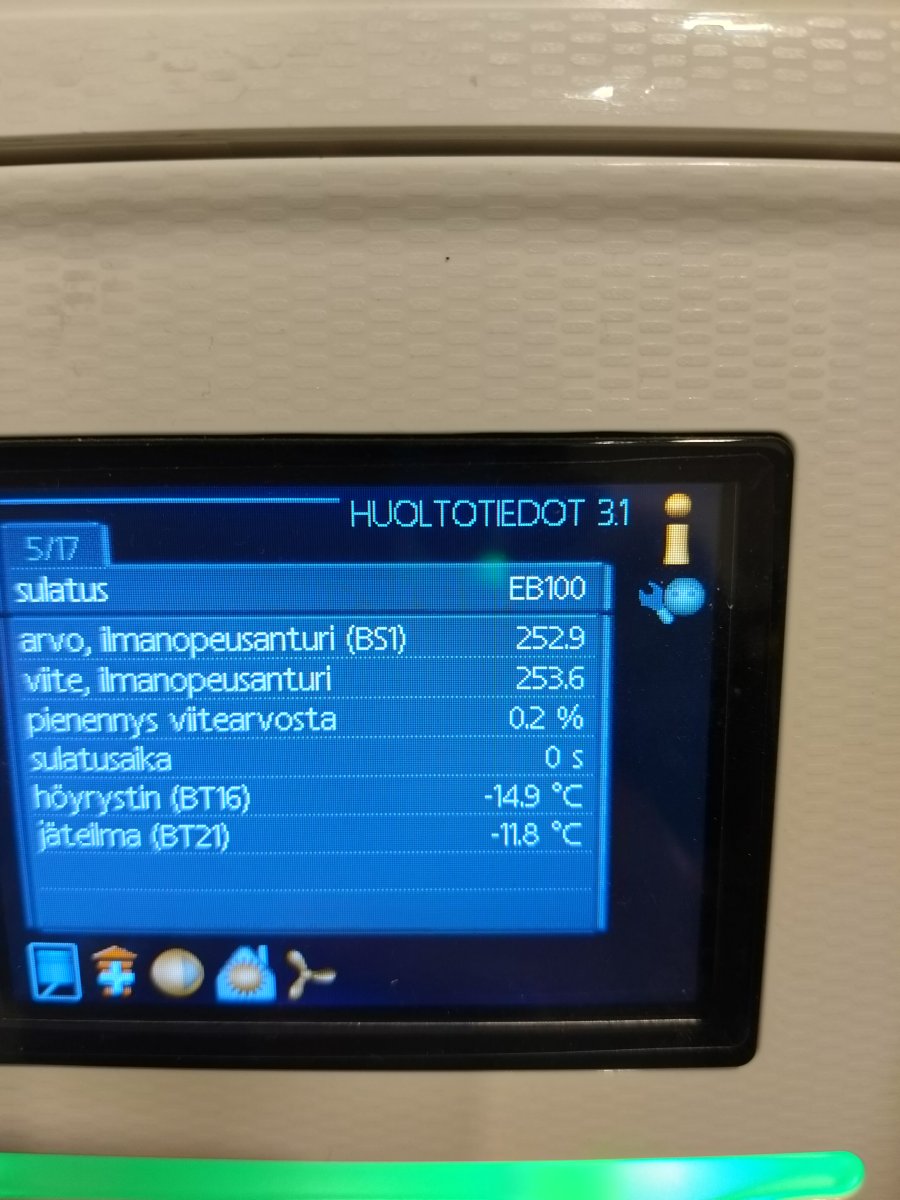 HUOLTOTIEDOT 3.1
5/17
sulatus EB100
arvo, ilmanopeusanturi (BS1) 252.9
viite, ilmanopeusanturi 253.6
pienennys viitearvosta 0.2 %
sulatusaika 0 s
höyrystin (BT16) -14.9 °C
jäteilma (BT21) -11.8 °C